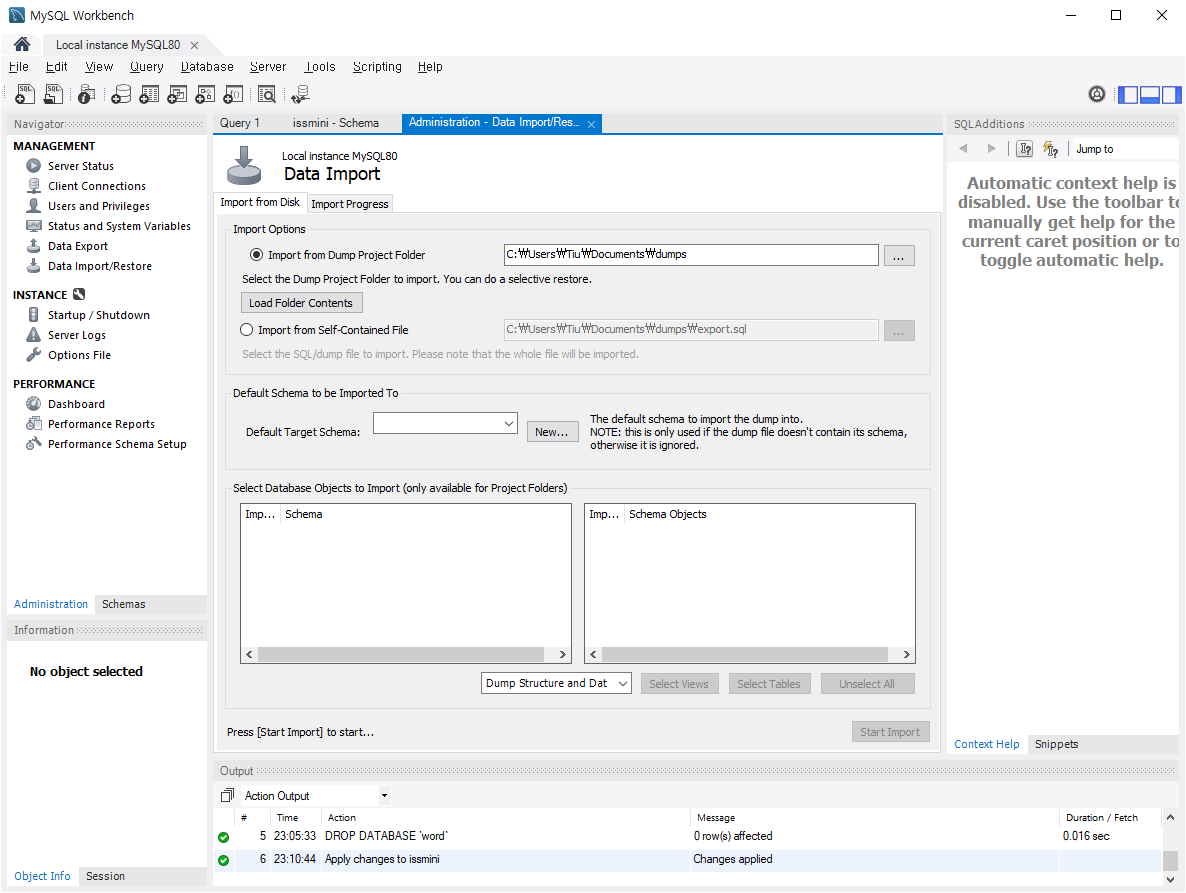 MySQL Workbench
Local instance MySQL80
File Edit View Query Database Server Tools Scripting Help
Navigator
MANAGEMENT
Server Status
Client Connections
Users and Privileges
Status and System Variables
Data Export
Data Import/Restore
INSTANCE
Startup / Shutdown
Server Logs
Options File
PERFORMANCE
Dashboard
Performance Reports
Performance Schema Setup
Administration Schemas
Information
No object selected
Object Info Session
Query 1 issmini - Schema Administration - Data Import/Res...
Local instance MySQL80
Data Import
Import from Disk Import Progress
Import Options
Import from Dump Project Folder C:₩Users₩Tiu₩Documents₩dumps ...
Select the Dump Project Folder to import. You can do a selective restore.
Load Folder Contents
Import from Self-Contained File C:₩Users₩Tiu₩Documents₩dumps₩export.sql ...
Select the SQL/dump file to import. Please note that the whole file will be imported.
Default Schema to be Imported To
Default Target Schema: New...
The default schema to import the dump into.
NOTE: this is only used if the dump file doesn't contain its schema,
otherwise it is ignored.
Select Database Objects to Import (only available for Project Folders)
Imp... Schema
Imp... Schema Objects
Dump Structure and Dat Select Views Select Tables Unselect All
Press [Start Import] to start... Start Import
SQLAdditions
Jump to
Automatic context help is
disabled. Use the toolbar to
manually get help for the
current caret position or to
toggle automatic help.
Context Help Snippets
Output
Action Output
# Time Action Message Duration / Fetch
5 23:05:33 DROP DATABASE `word` 0 row(s) affected 0.016 sec
6 23:10:44 Apply changes to issmini Changes applied